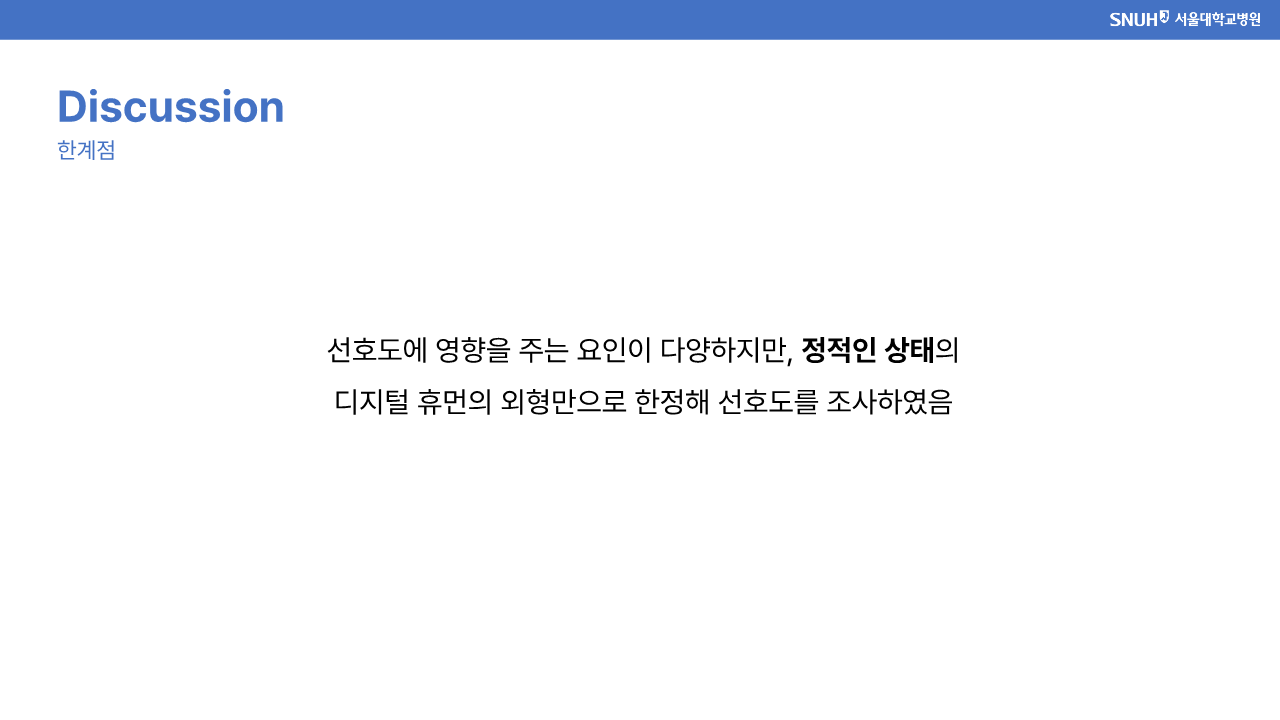 SNUH 서울대학교병원
Discussion
한계점
선호도에 영향을 주는 요인이 다양하지만, 정적인 상태의
디지털 휴먼의 외형만으로 한정해 선호도를 조사하였음